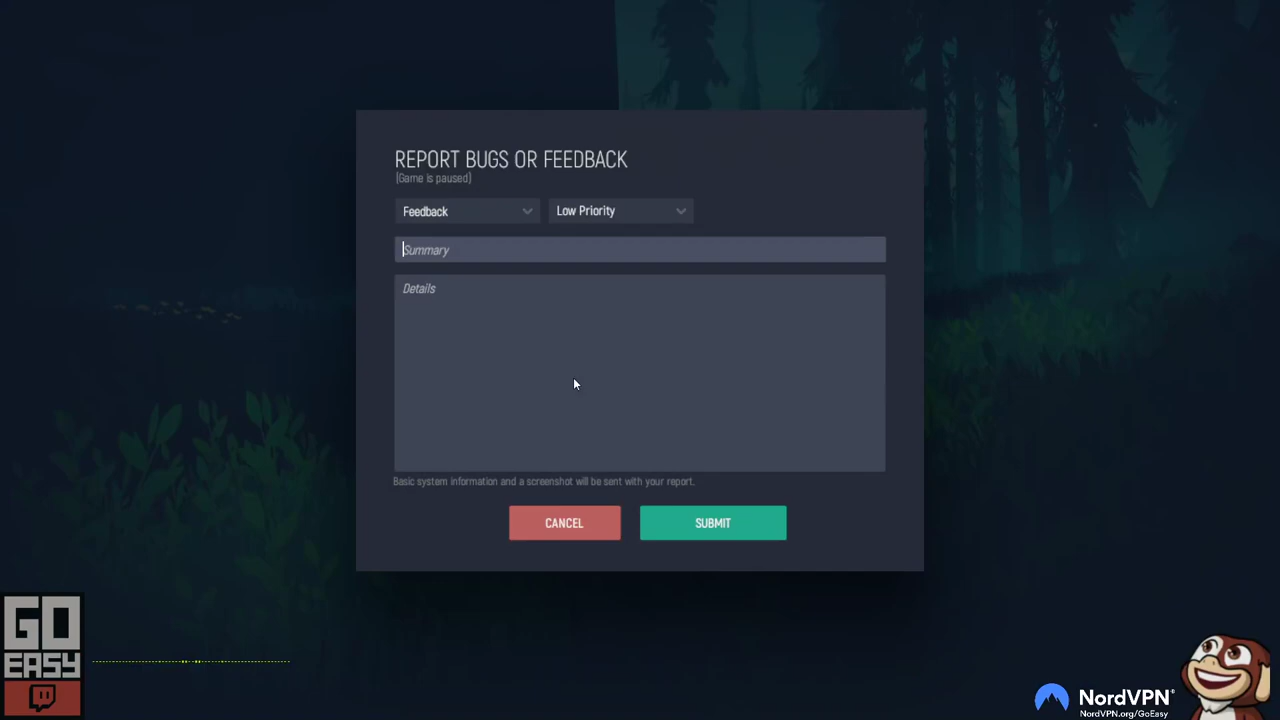 REPORT BUGS OR FEEDBACK
(Game is paused)
Feedback
Low Priority
Summary
Details
Basic system information and a screenshot will be sent with your report.
CANCEL
SUBMIT
GO
EASY
NordVPN®
NordVPN.org/GoEasy